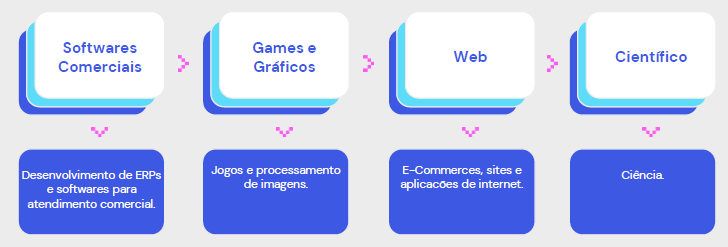 Softwares
Comerciais
Games e
Gráficos
Web
Científico
Desenvolvimento de ERPs
e softwares para
atendimento comercial.
Jogos e processamento
de imagens.
E-Commerces, sites e
aplicacões de internet.
Ciência.